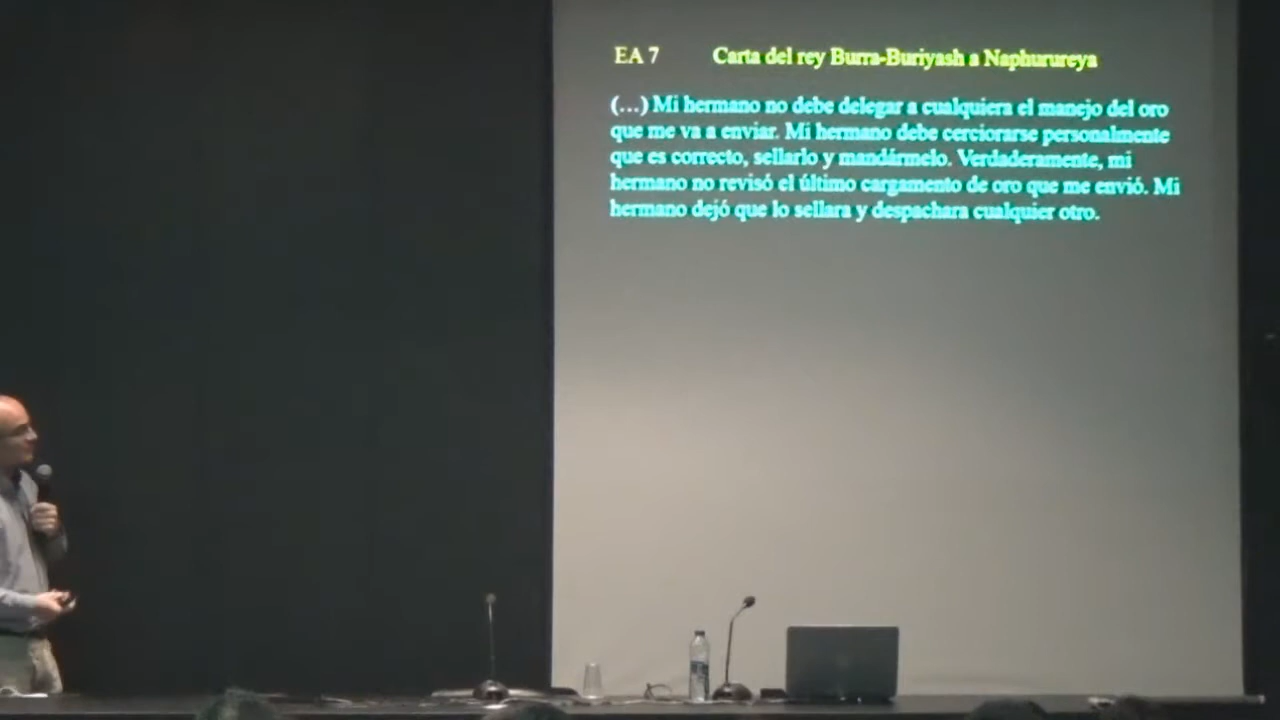 EA 7 Carta del rey Burra-Buriyash a Naphurureya
(...) Mi hermano no debe delegar a cualquiera el manejo del oro
que me va a enviar. Mi hermano debe cerciorarse personalmente
que es correcto, sellarlo y mandármelo. Verdaderamente, mi
hermano no revisó el último cargamento de oro que me envió. Mi
hermano dejó que lo sellara y despachara cualquier otro.